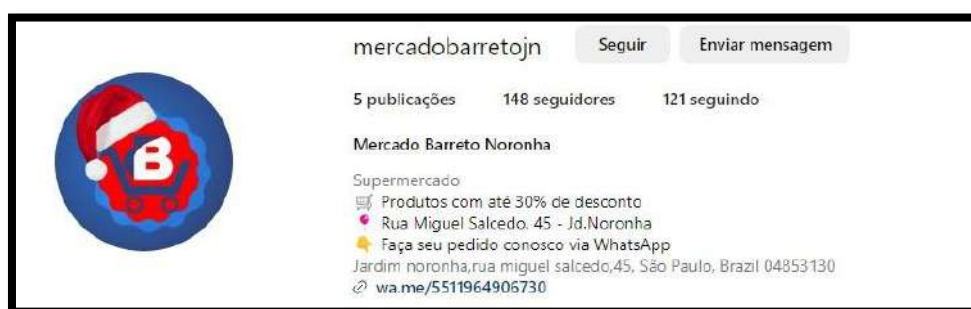 mercadobarretojn Seguir Enviar mensagem
5 publicações 148 seguidores 121 seguindo
Mercado Barreto Noronha
Supermercado
🛒 Produtos com até 30% de desconto
📍 Rua Miguel Salcedo. 45 - Jd.Noronha
👇 Faça seu pedido conosco via WhatsApp
Jardim noronha,rua miguel salcedo,45, São Paulo, Brazil 04853130
wa.me/5511964906730
B